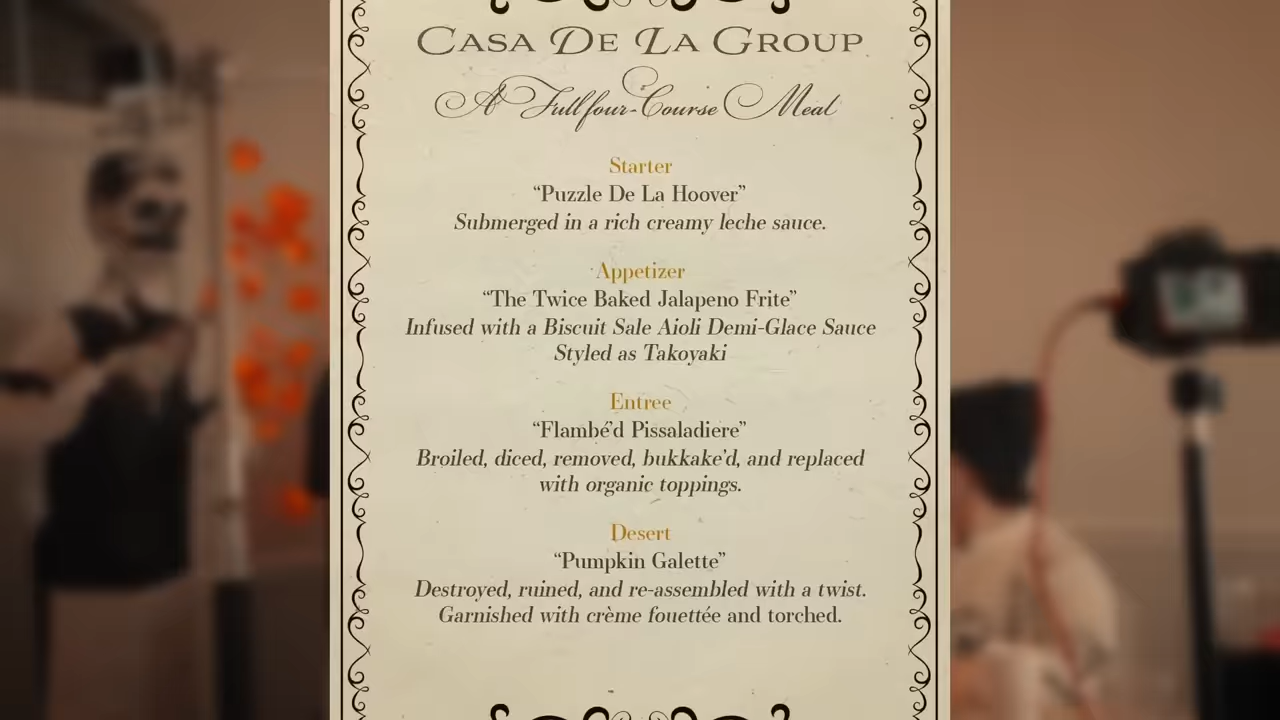 Casa De La Group
A Full four-Course Meal
Starter
“Puzzle De La Hoover”
Submerged in a rich creamy leche sauce.
Appetizer
“The Twice Baked Jalapeno Frite”
Infused with a Biscuit Sale Aioli Demi-Glace Sauce
Styled as Takoyaki
Entree
“Flambé’d Pissaladiere”
Broiled, diced, removed, bukkake’d, and replaced
with organic toppings.
Desert
“Pumpkin Galette”
Destroyed, ruined, and re-assembled with a twist.
Garnished with crème fouettée and torched.